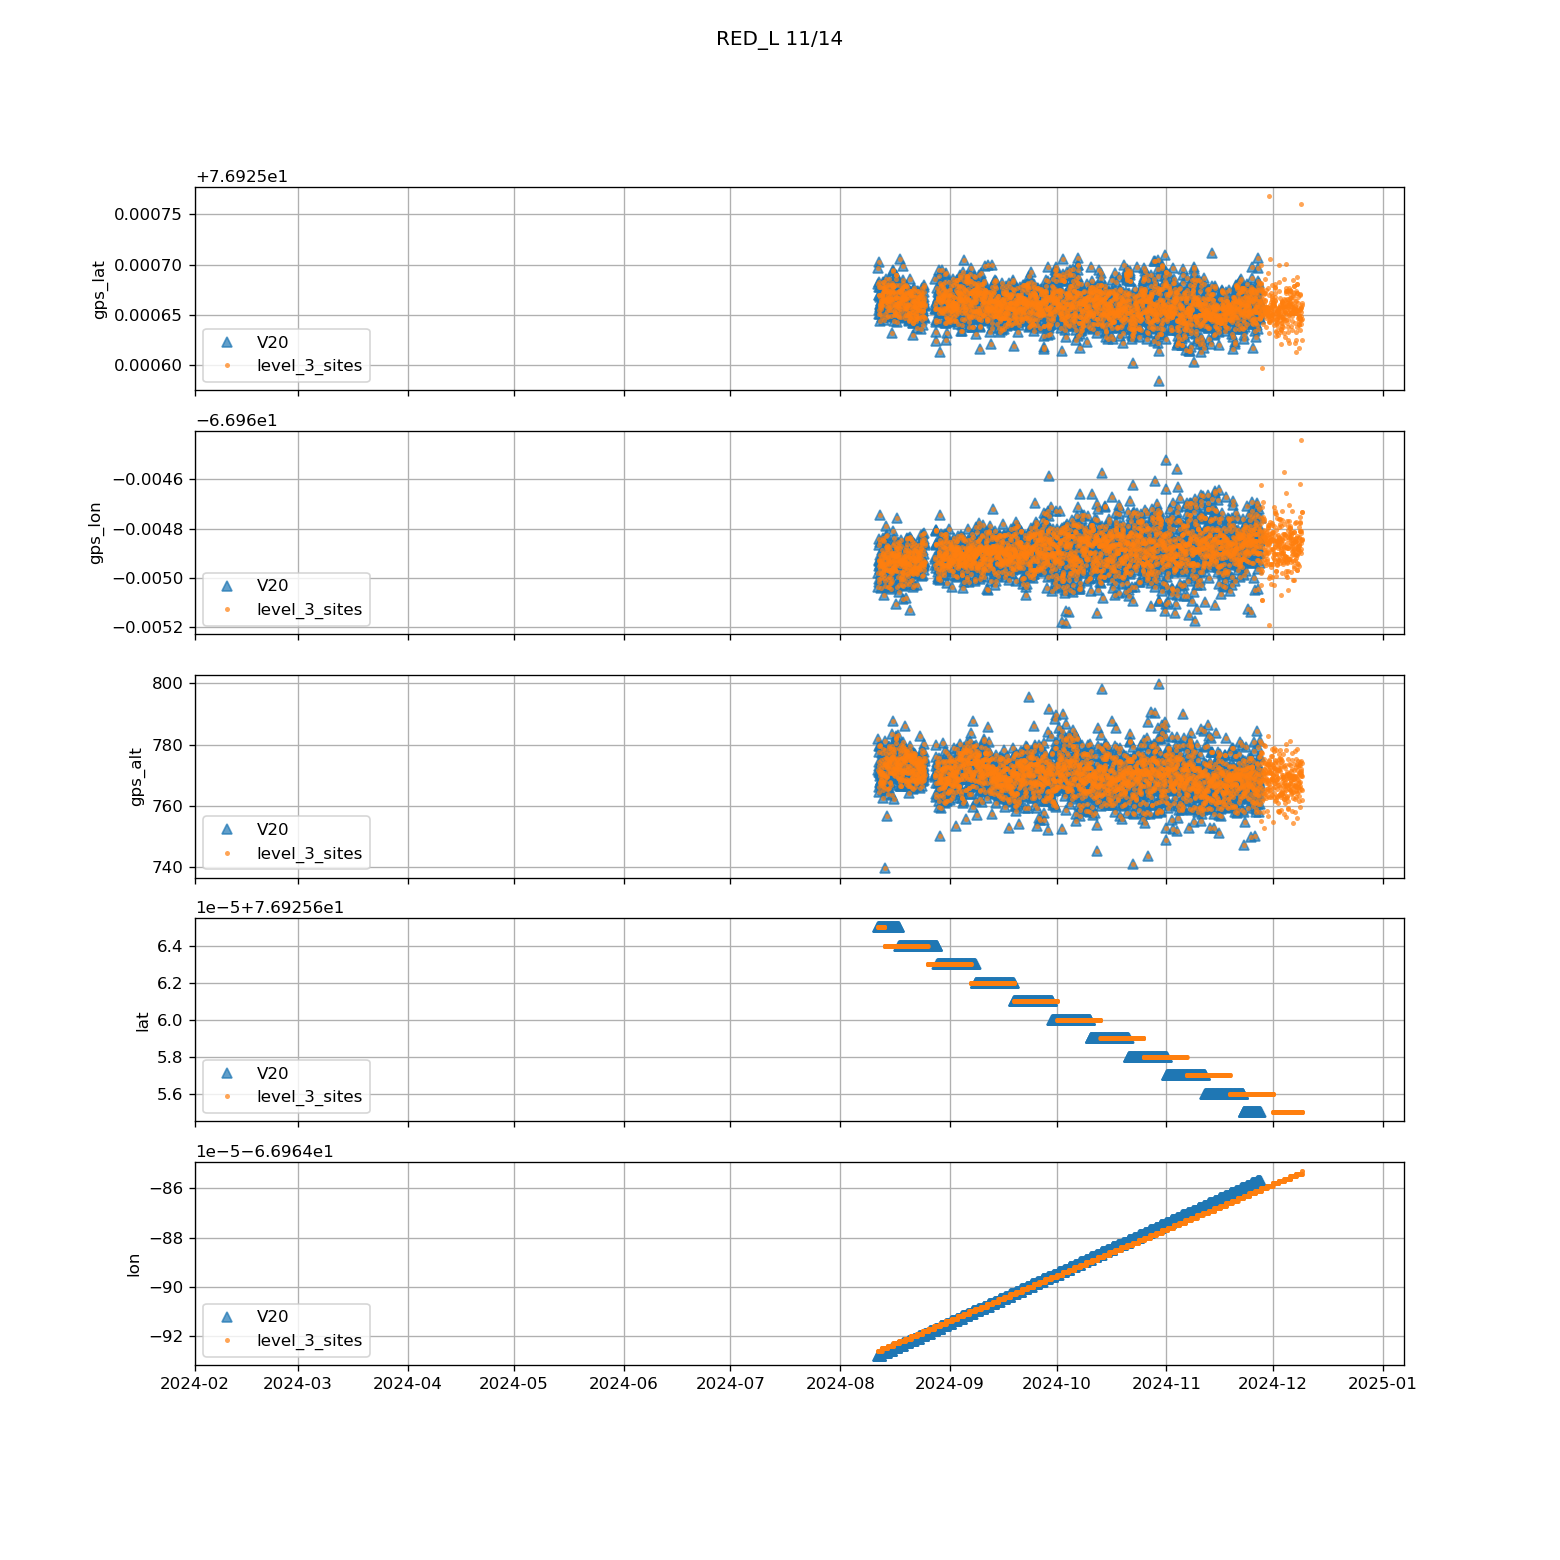 RED_L 11/14
+7.6925e1
0.00075
0.00070
0.00065
0.00060
gps_lat
V20
level_3_sites
−6.696e1
−0.0046
−0.0048
−0.0050
−0.0052
gps_lon
V20
level_3_sites
800
780
760
740
gps_alt
V20
level_3_sites
1e−5+7.69256e1
6.4
6.2
6.0
5.8
5.6
lat
V20
level_3_sites
1e−5−6.6964e1
−86
−88
−90
−92
lon
V20
level_3_sites
2024-02 2024-03 2024-04 2024-05 2024-06 2024-07 2024-08 2024-09 2024-10 2024-11 2024-12 2025-01